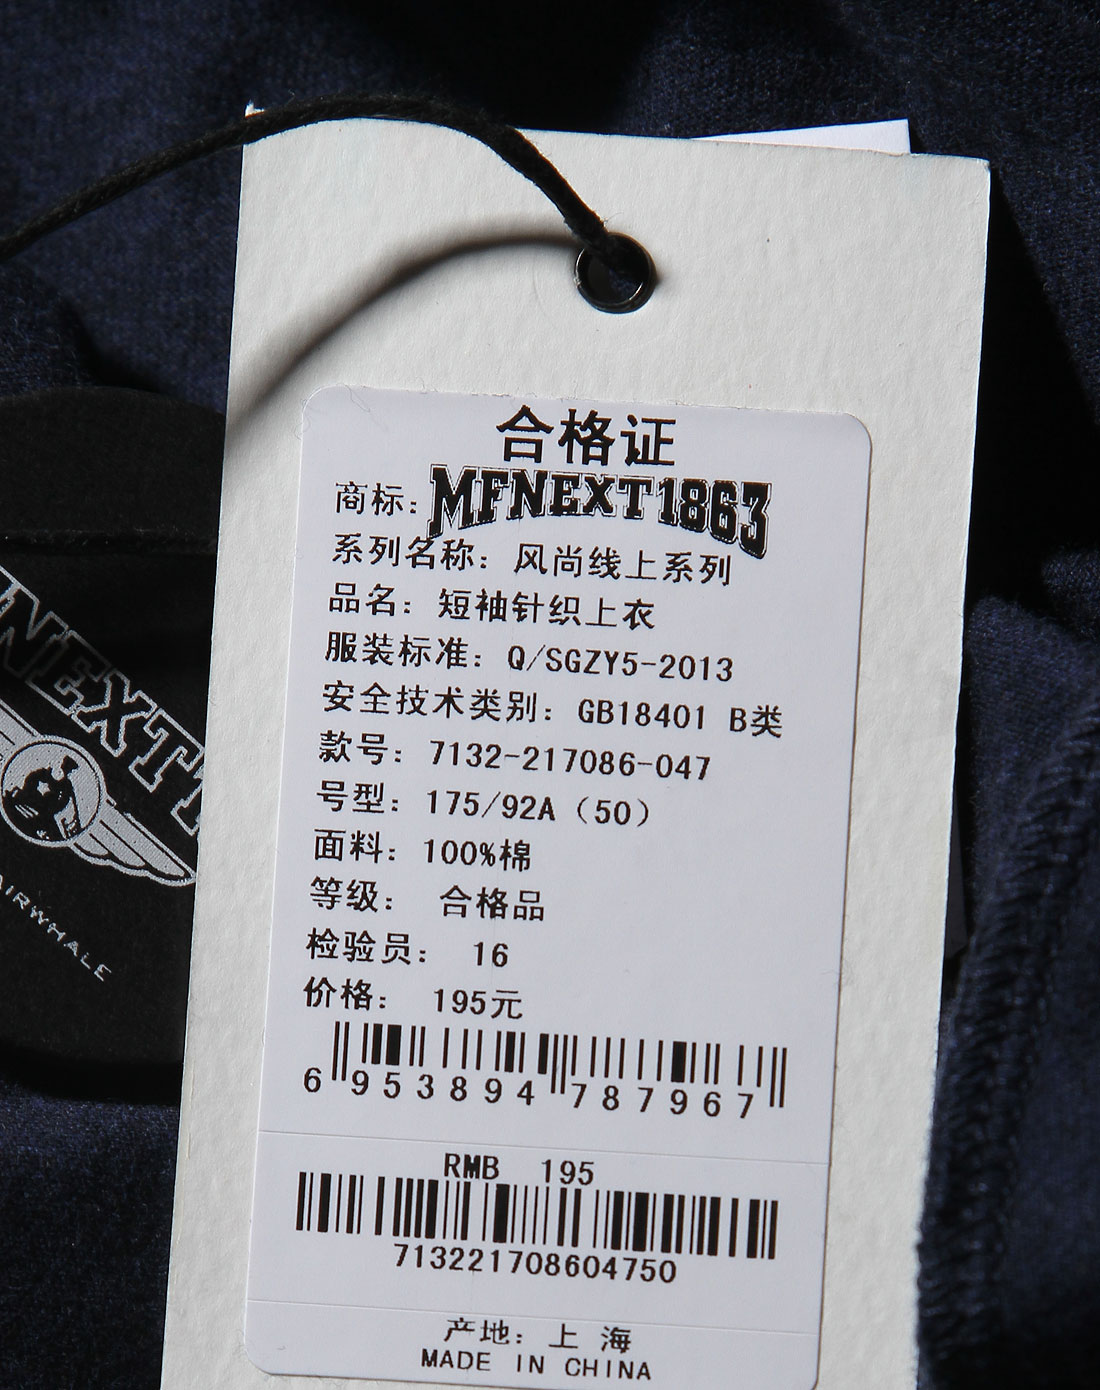 合格证
商标: MFNEXT1863
系列名称: 风尚线上系列
品名: 短袖针织上衣
服装标准: Q/SGZY5-2013
安全技术类别: GB18401 B类
款号: 7132-217086-047
号型: 175/92A (50)
面料: 100%棉
等级: 合格品
检验员: 16
价格: 195元
6 953894 787967
RMB 195
713221708604750
产地: 上海
MADE IN CHINA
NEXT1
AIRWHALE